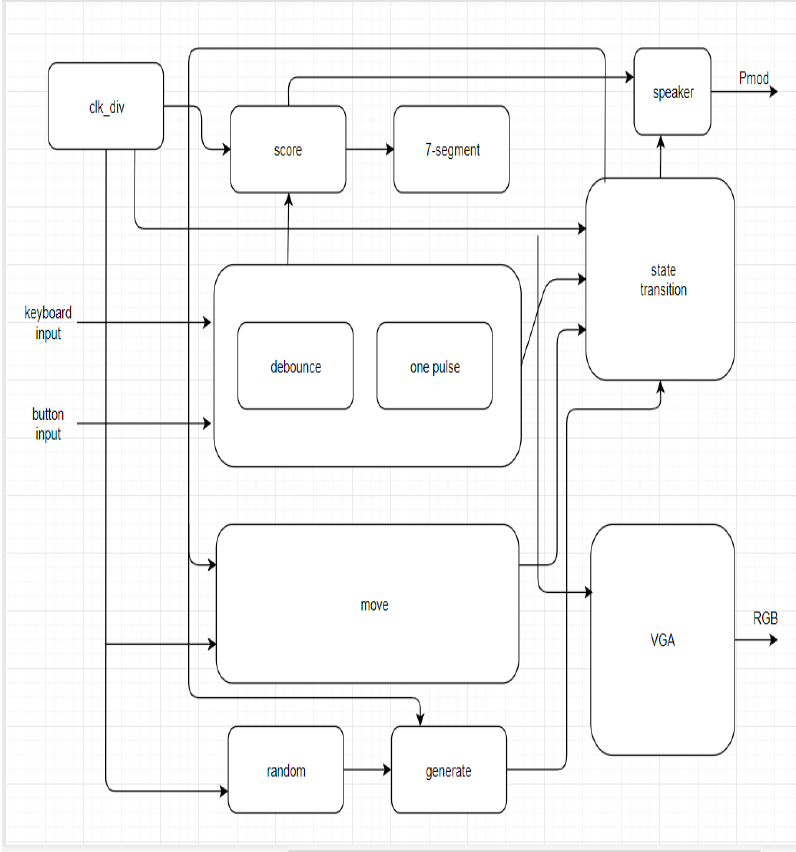 Pmod
speaker
clk_div
score
7-segment
state
transition
keyboard
input
debounce
one pulse
button
input
move
RGB
VGA
random
generate